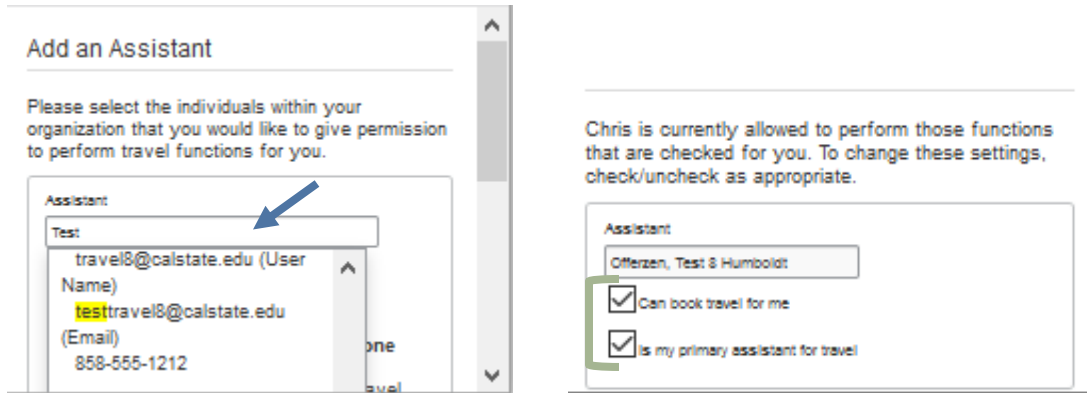 Add an Assistant
Please select the individuals within your
organization that you would like to give permission
to perform travel functions for you.
Assistant
Test
travel8@calstate.edu (User
Name)
testtravel8@calstate.edu
(Email)
858-555-1212
one
avel
Chris is currently allowed to perform those functions
that are checked for you. To change these settings,
check/uncheck as appropriate.
Assistant
Offerzen, Test 8 Humboldt
Can book travel for me
Is my primary assistant for travel